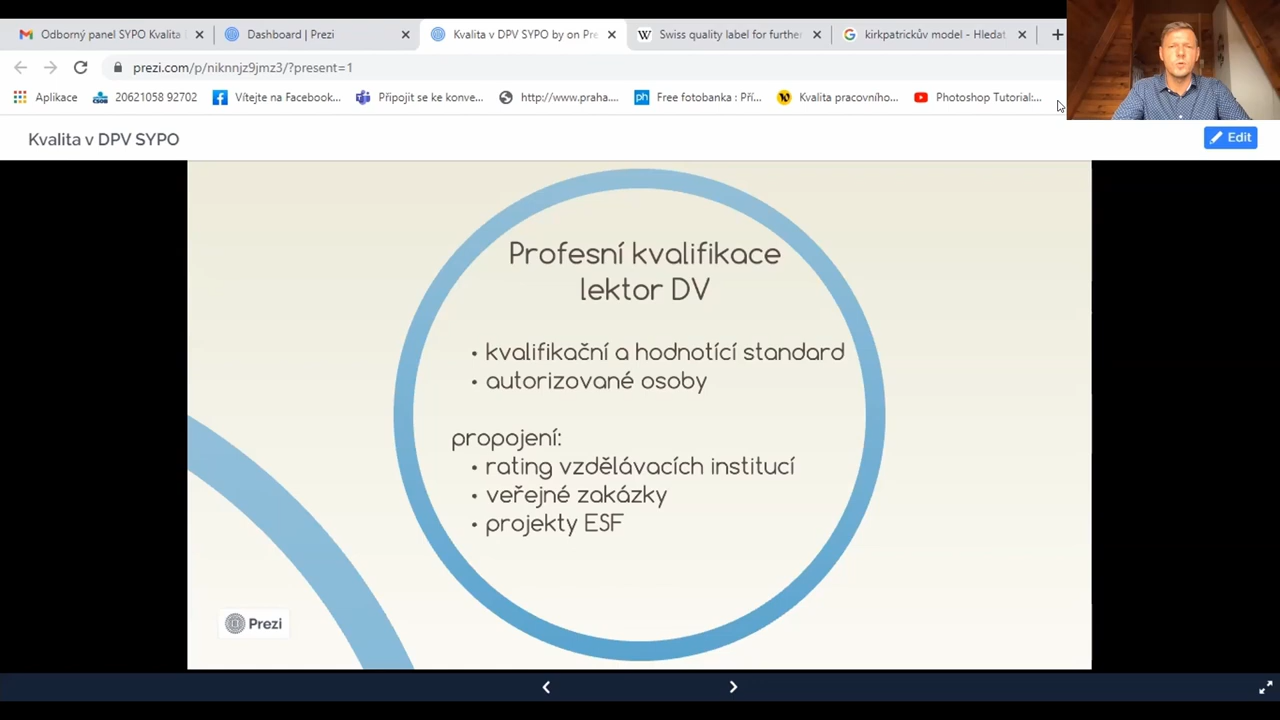 Odborný panel SYPO Kvalita
Dashboard | Prezi
Kvalita v DPV SYPO by on Pre
Swiss quality label for further
kirkpatrickův model - Hledat
prezi.com/p/niknnjz9jmz3/?present=1
Aplikace
20621058 92702
Vítejte na Facebook...
Připojit se ke konve...
http://www.praha....
Free fotobanka : Pří...
Kvalita pracovního...
Photoshop Tutorial:...
Kvalita v DPV SYPO
Edit
Profesní kvalifikace
lektor DV
• kvalifikační a hodnotící standard
• autorizované osoby
propojení:
• rating vzdělávacích institucí
• veřejné zakázky
• projekty ESF
Prezi